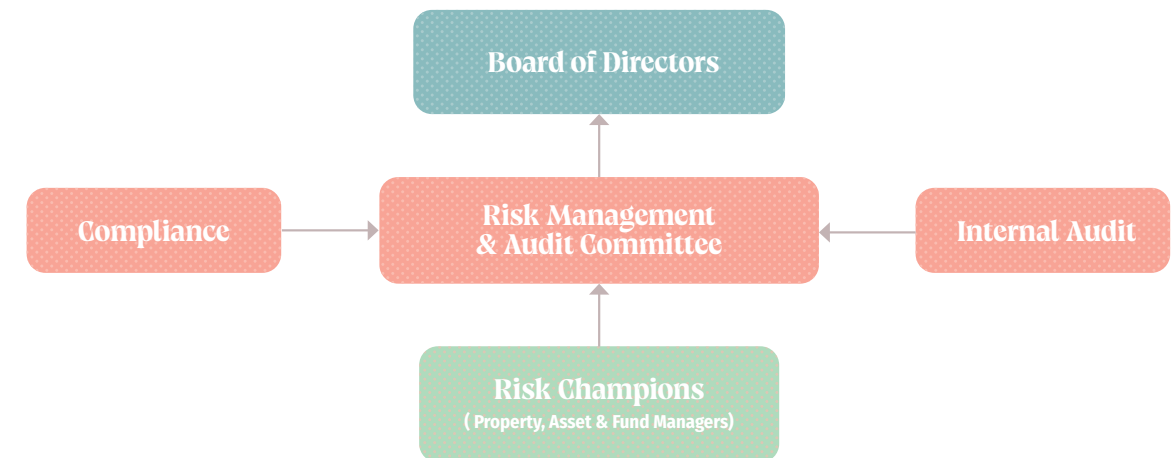 Board of Directors
Compliance
Risk Management
& Audit Committee
Internal Audit
Risk Champions
( Property, Asset & Fund Managers)